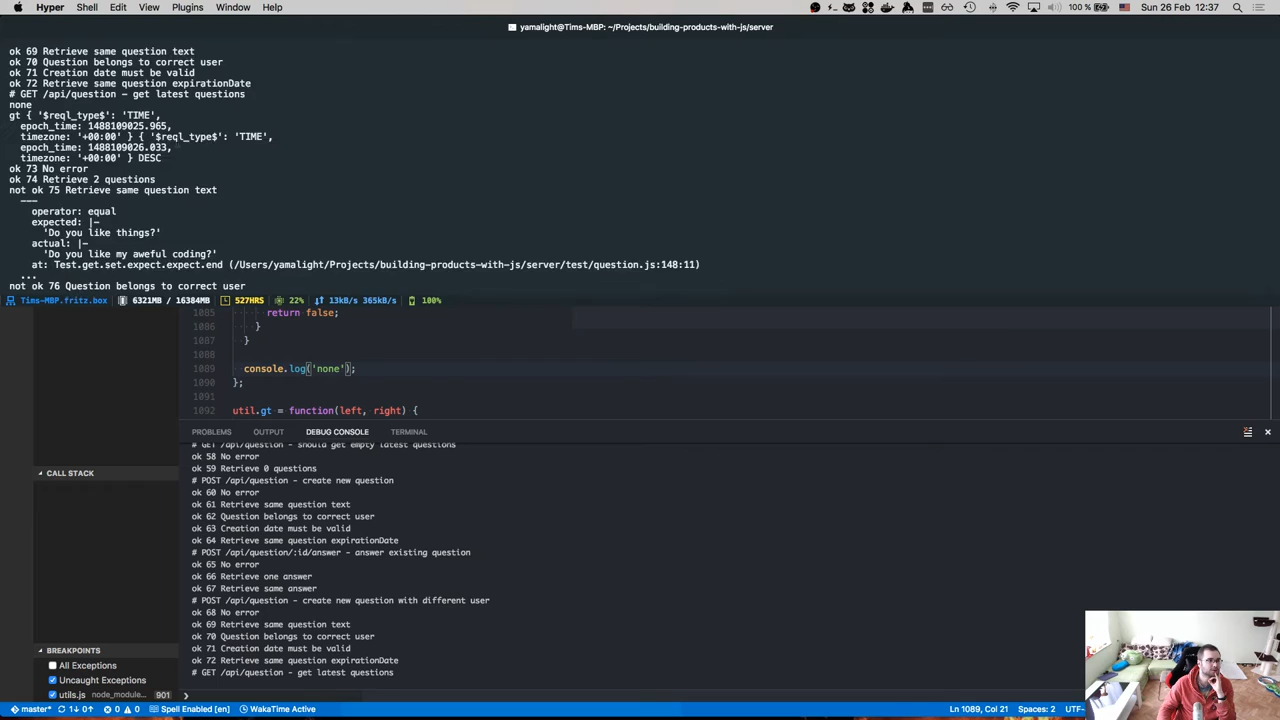 Hyper Shell Edit View Plugins Window Help
100 % Sun 26 Feb 12:37
yamalight@Tims-MBP: ~/Projects/building-products-with-js/server
ok 69 Retrieve same question text
ok 70 Question belongs to correct user
ok 71 Creation date must be valid
ok 72 Retrieve same question expirationDate
# GET /api/question - get latest questions
none
gt { '$reql_type$': 'TIME',
epoch_time: 1488109025.965,
timezone: '+00:00' } { '$reql_type$': 'TIME',
epoch_time: 1488109026.033,
timezone: '+00:00' } DESC
ok 73 No error
ok 74 Retrieve 2 questions
not ok 75 Retrieve same question text
---
operator: equal
expected: |-
'Do you like things?'
actual: |-
'Do you like my aweful coding?'
at: Test.get.set.expect.expect.end (/Users/yamalight/Projects/building-products-with-js/server/test/question.js:148:11)
...
not ok 76 Question belongs to correct user
Tims-MBP.fritz.box 6321MB / 16384MB 527HRS 22% 13kB/s 365kB/s 100%
1085 return false;
1086 }
1087 }
1088
1089 console.log('none');
1090 };
1091
1092 util.gt = function(left, right) {
PROBLEMS OUTPUT DEBUG CONSOLE TERMINAL
# GET /api/question - should get empty latest questions
ok 58 No error
ok 59 Retrieve 0 questions
# POST /api/question - create new question
ok 60 No error
ok 61 Retrieve same question text
ok 62 Question belongs to correct user
ok 63 Creation date must be valid
ok 64 Retrieve same question expirationDate
# POST /api/question/:id/answer - answer existing question
ok 65 No error
ok 66 Retrieve one answer
ok 67 Retrieve same answer
# POST /api/question - create new question with different user
ok 68 No error
ok 69 Retrieve same question text
ok 70 Question belongs to correct user
ok 71 Creation date must be valid
ok 72 Retrieve same question expirationDate
# GET /api/question - get latest questions
CALL STACK
BREAKPOINTS
All Exceptions
Uncaught Exceptions
utils.js node_module... 901
master* 1↓ 0↑ 0 0 Spell Enabled [en] WakaTime Active Ln 1089, Col 21 Spaces: 2 UTF-